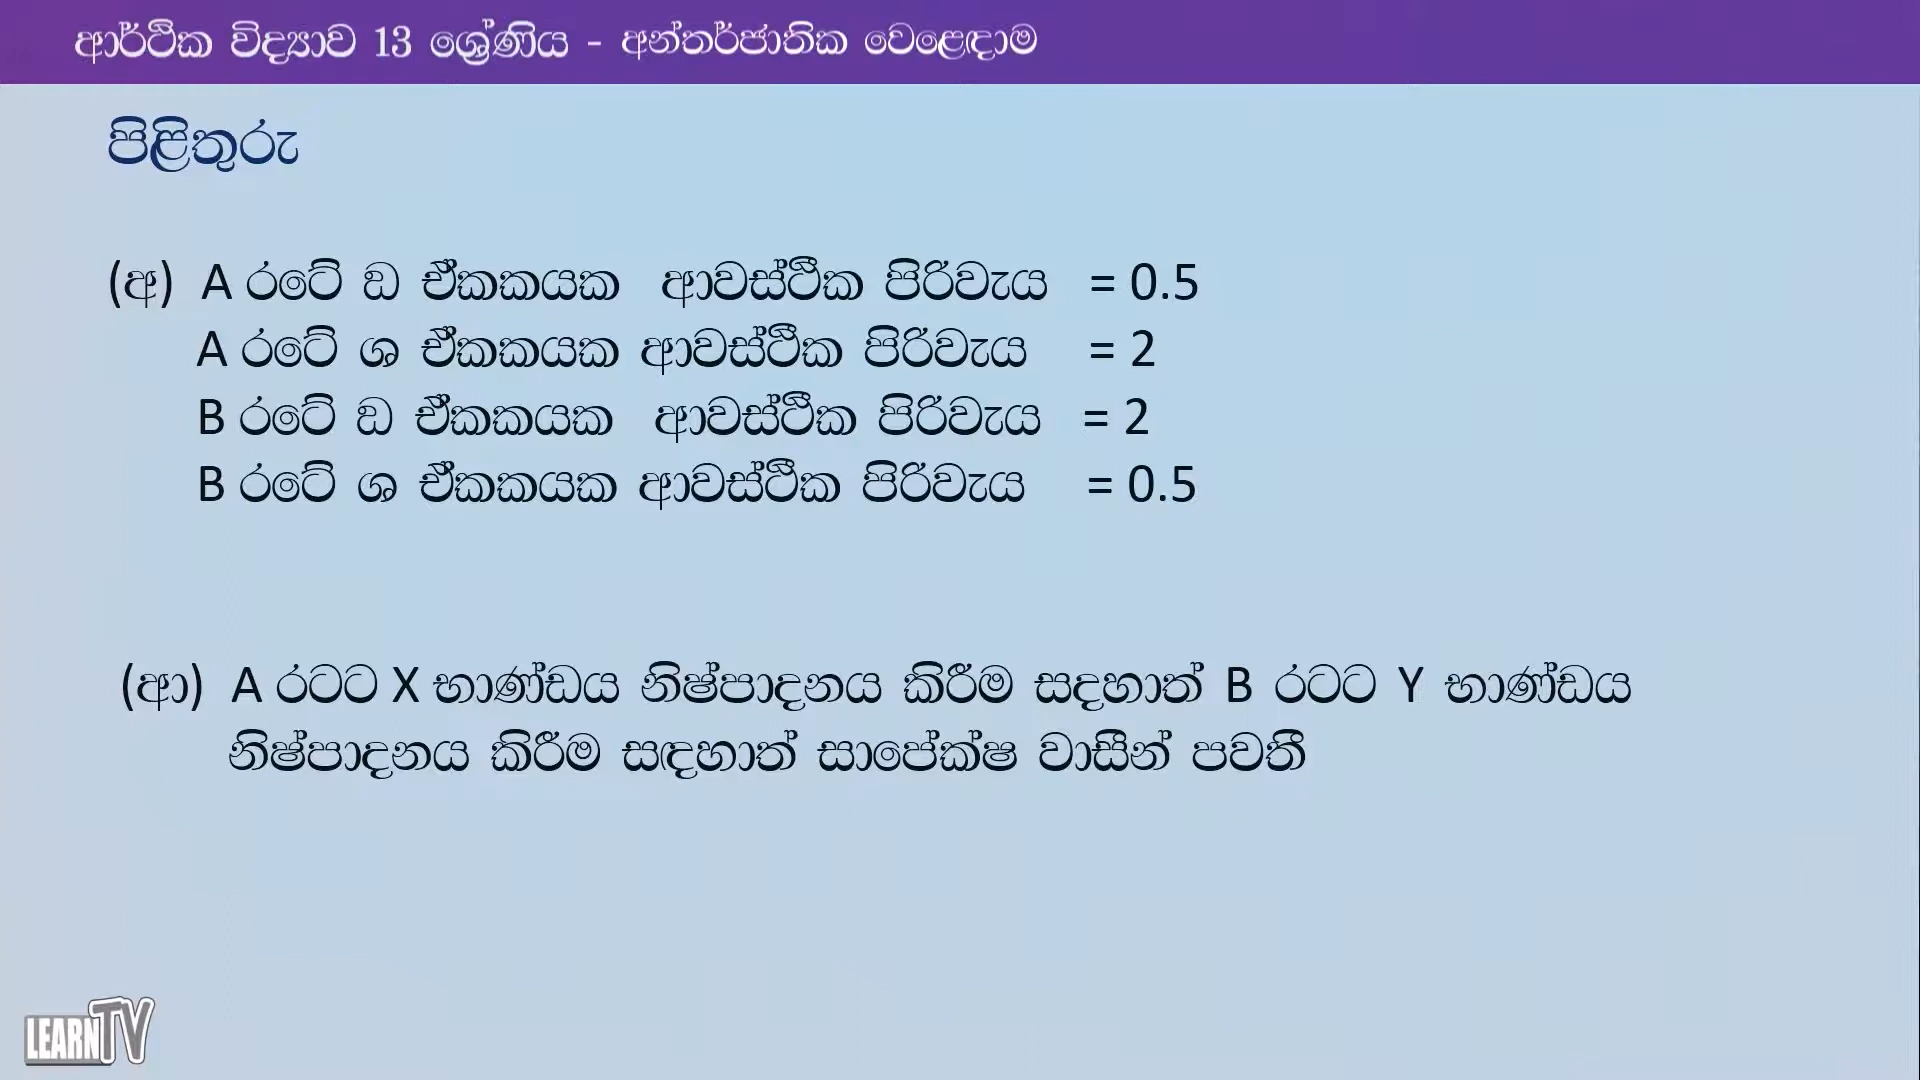 ආර්ථික විද්‍යාව 13 ශ්‍රේණිය - අන්තර්ජාතික වෙළෙඳාම
පිළිතුරු
(අ) A රටේ ඞ ඒකකයක ආවස්ථික පිරිවැය = 0.5
A රටේ ශ ඒකකයක ආවස්ථික පිරිවැය = 2
B රටේ ඞ ඒකකයක ආවස්ථික පිරිවැය = 2
B රටේ ශ ඒකකයක ආවස්ථික පිරිවැය = 0.5
(ආ) A රටට X භාණ්ඩය නිෂ්පාදනය කිරීම සදහාත් B රටට Y භාණ්ඩය
නිෂ්පාදනය කිරීම සඳහාත් සාපේක්ෂ වාසීන් පවතී
LEARN TV